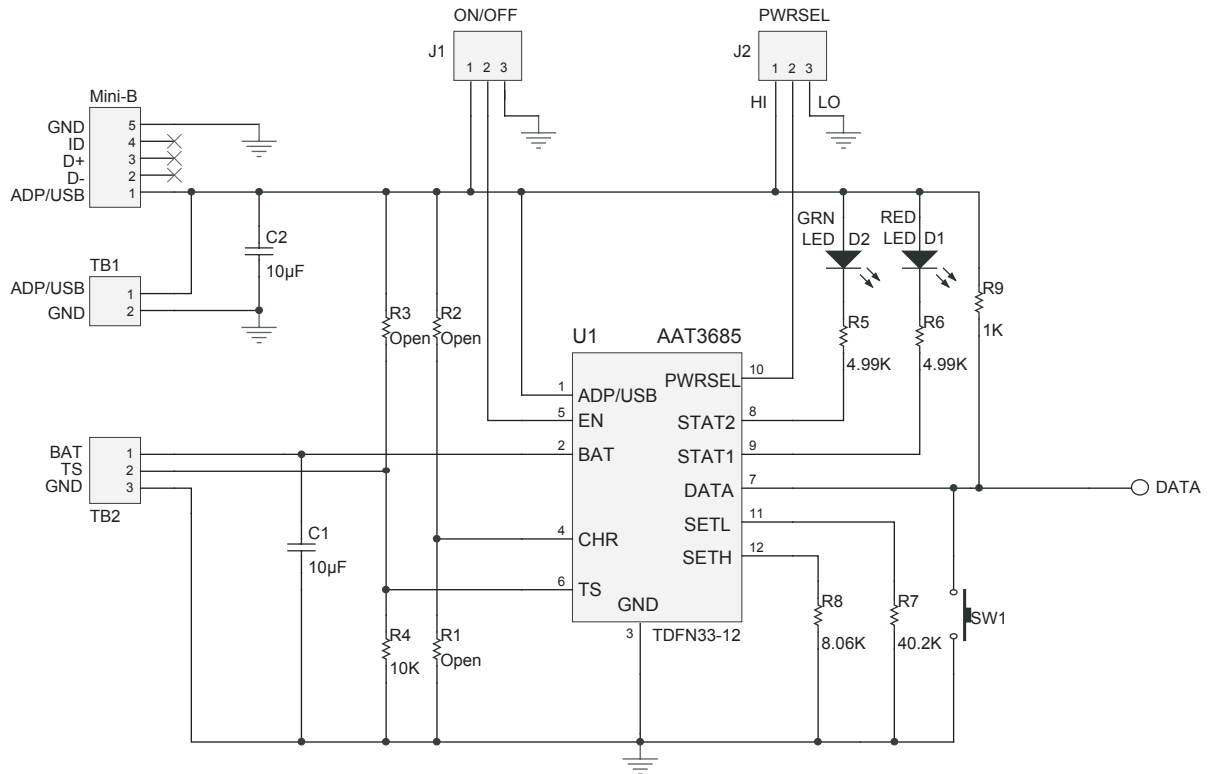 ON/OFF
J1
1 2 3
PWRSEL
J2
1 2 3
HI
LO
Mini-B
GND 5
ID 4
D+ 3
D- 2
ADP/USB 1
TB1
ADP/USB 1
GND 2
C2
10µF
GRN
LED D2
RED
LED D1
R9
1K
R3
Open
R2
Open
R5
4.99K
R6
4.99K
U1 AAT3685
1 ADP/USB
5 EN
2 BAT
4 CHR
6 TS
GND
3
PWRSEL 10
STAT2 8
STAT1 9
DATA 7
SETL 11
SETH 12
TDFN33-12
DATA
BAT 1
TS 2
GND 3
TB2
C1
10µF
R4
10K
R1
Open
R8
8.06K
R7
40.2K
SW1